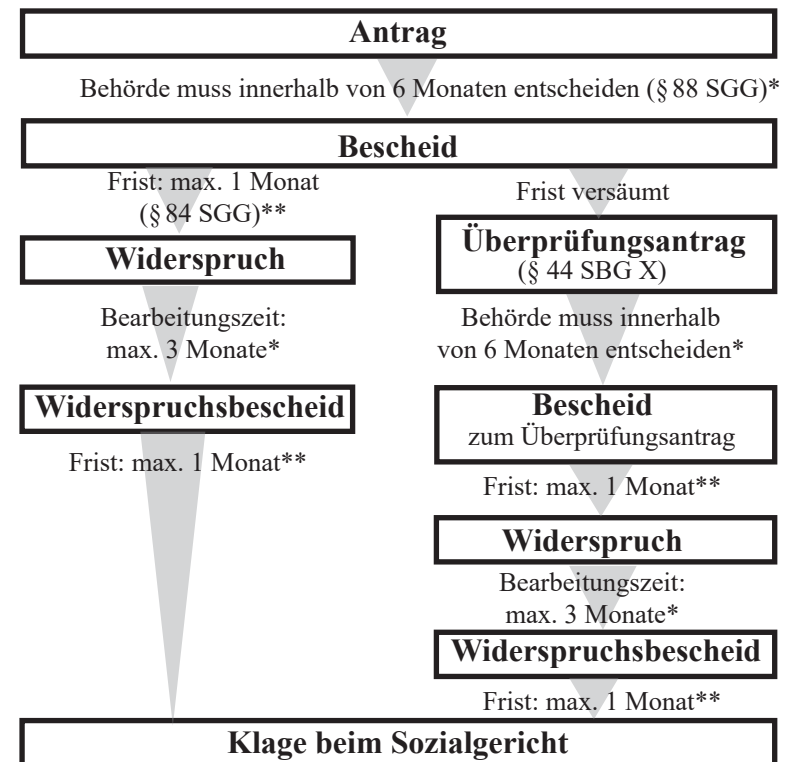 Antrag
Behörde muss innerhalb von 6 Monaten entscheiden (§ 88 SGG)*
Bescheid
Frist: max. 1 Monat
(§ 84 SGG)**
Widerspruch
Bearbeitungszeit:
max. 3 Monate*
Widerspruchsbescheid
Frist: max. 1 Monat**
Frist versäumt
Überprüfungsantrag
(§ 44 SBG X)
Behörde muss innerhalb
von 6 Monaten entscheiden*
Bescheid
zum Überprüfungsantrag
Frist: max. 1 Monat**
Widerspruch
Bearbeitungszeit:
max. 3 Monate*
Widerspruchsbescheid
Frist: max. 1 Monat**
Klage beim Sozialgericht